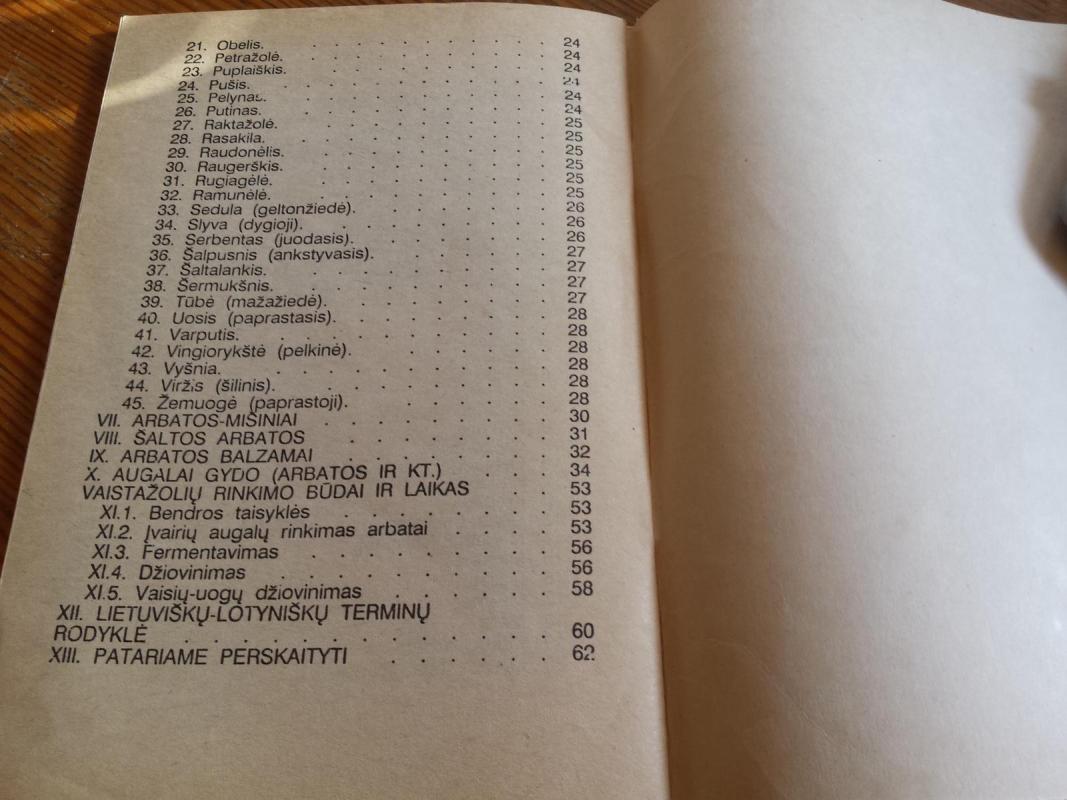 21. Obelis. . . . . . . . . . . 24
22. Petražolė. . . . . . . . . . . 24
23. Puplaiškis. . . . . . . . . . 24
24. Pušis. . . . . . . . . . . 24
25. Pelynas. . . . . . . . . . . 24
26. Putinas. . . . . . . . . . 24
27. Raktažolė. . . . . . . . . . 25
28. Rasakila. . . . . . . . . . 25
29. Raudonėlis. . . . . . . . . . 25
30. Raugerškis. . . . . . . . . . 25
31. Rugiagėlė. . . . . . . . . . 25
32. Ramunėlė. . . . . . . . . . 25
33. Sedula (geltonžiedė). . . . . . . . 26
34. Slyva (dygioji). . . . . . . . . . 26
35. Serbentas (juodasis). . . . . . . . 26
36. Šalpusnis (ankstyvasis). . . . . . . . 27
37. Šaltalankis. . . . . . . . . . 27
38. Šermukšnis. . . . . . . . . . 27
39. Tūbė (mažažiedė). . . . . . . . . 27
40. Uosis (paprastasis). . . . . . . . . 28
41. Varputis. . . . . . . . . . . 28
42. Vingiorykštė (pelkinė). . . . . . . . 28
43. Vyšnia. . . . . . . . . . . 28
44. Viržis (šilinis). . . . . . . . . . 28
45. Žemuogė (paprastoji). . . . . . . 28
VII. ARBATOS-MIŠINIAI . . . . . . . . . 30
VIII. ŠALTOS ARBATOS . . . . . . . . 31
IX. ARBATOS BALZAMAI . . . . . . . . 32
X. AUGALAI GYDO (ARBATOS IR KT.) . . . 34
VAISTAŽOLIŲ RINKIMO BŪDAI IR LAIKAS . . 53
XI.1. Bendros taisyklės . . . . . . . . 53
XI.2. Įvairių augalų rinkimas arbatai . . . . 53
XI.3. Fermentavimas . . . . . . . . . 56
XI.4. Džiovinimas . . . . . . . . . . 56
XI.5. Vaisių-uogų džiovinimas . . . . . . 58
XII. LIETUVIŠKŲ-LOTYNIŠKŲ TERMINŲ
RODYKLĖ . . . . . . . . . . . . . 60
XIII. PATARIAME PERSKAITYTI . . . . . . 62